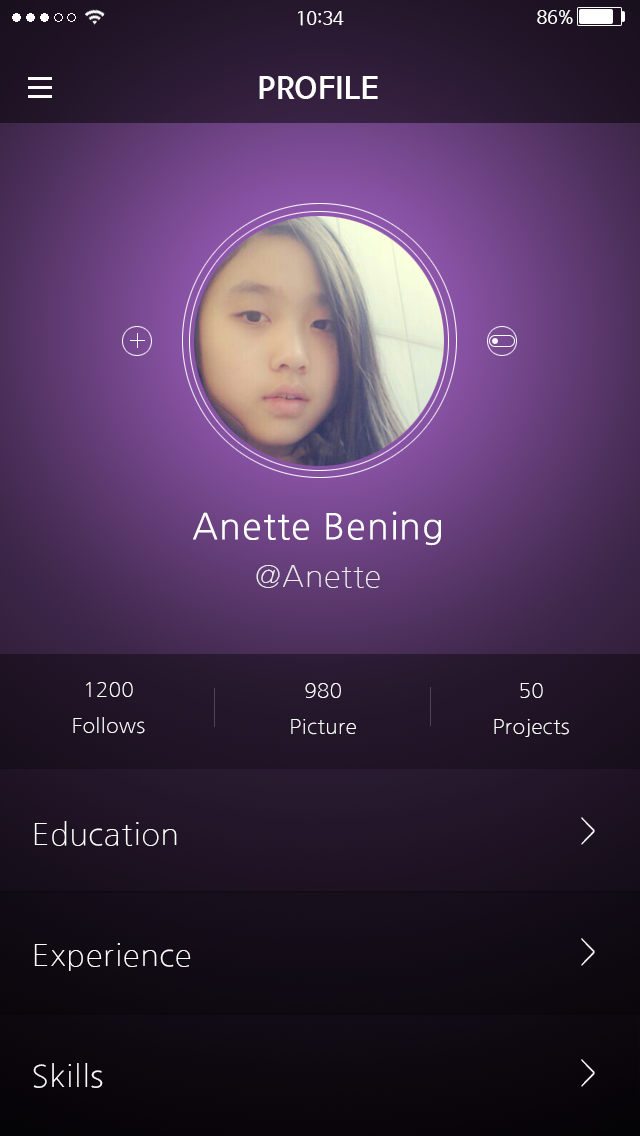 10:34 86%
PROFILE
Anette Bening
@Anette
1200 980 50
Follows Picture Projects
Education
Experience
Skills